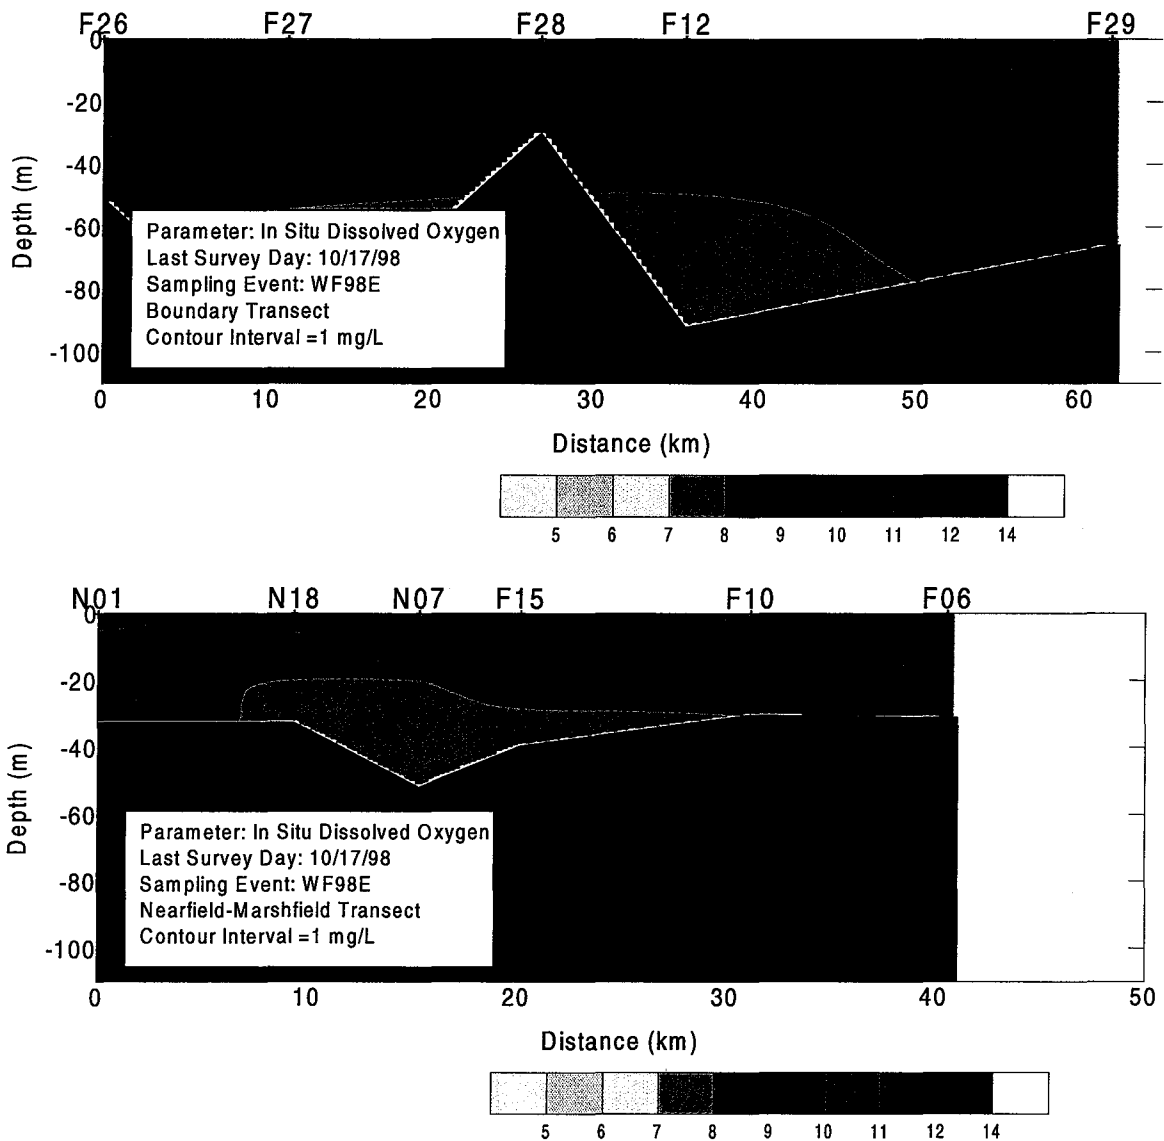 F26 F27 F28 F12 F29
0
-20
-40
-60
-80
-100
Depth (m)
Parameter: In Situ Dissolved Oxygen
Last Survey Day: 10/17/98
Sampling Event: WF98E
Boundary Transect
Contour Interval =1 mg/L
0 10 20 30 40 50 60
Distance (km)
5 6 7 8 9 10 11 12 14
N01 N18 N07 F15 F10 F06
0
-20
-40
-60
-80
-100
Depth (m)
Parameter: In Situ Dissolved Oxygen
Last Survey Day: 10/17/98
Sampling Event: WF98E
Nearfield-Marshfield Transect
Contour Interval =1 mg/L
0 10 20 30 40 50
Distance (km)
5 6 7 8 9 10 11 12 14